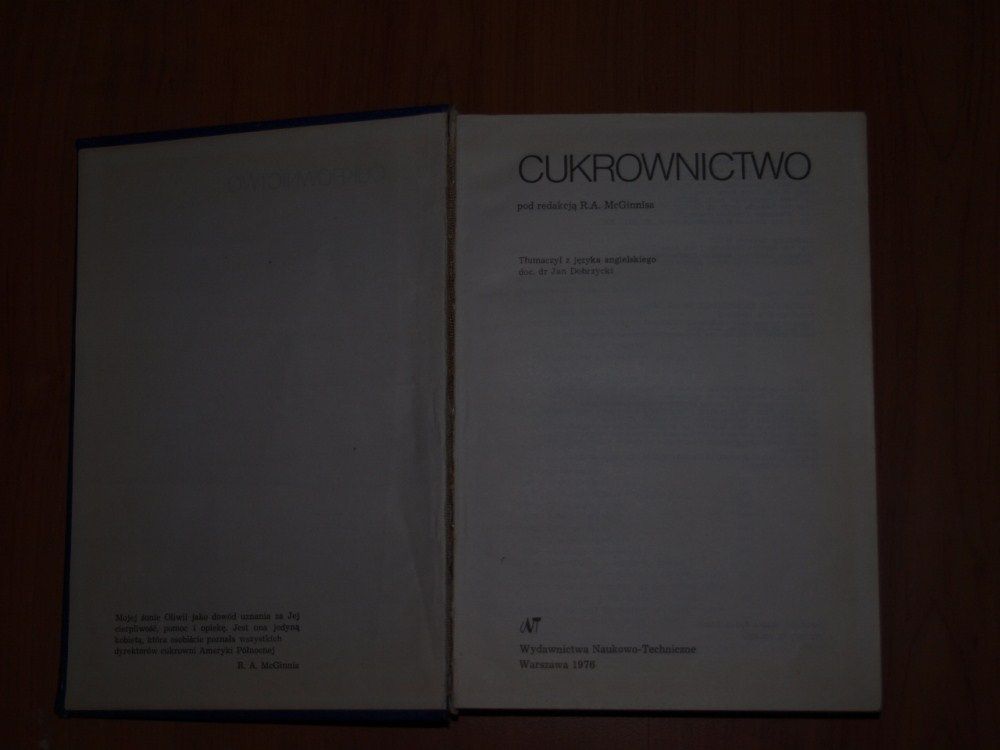 Mojej żonie Oliwii jako dowód uznania za Jej
cierpliwość, pomoc i opiekę. Jest ona jedyną
kobietą, która osobiście poznała wszystkich
dyrektorów cukrowni Ameryki Północnej
R. A. McGinnis
CUKROWNICTWO
pod redakcją R.A. McGinnisa
Tłumaczył z języka angielskiego
doc. dr Jan Dobrzycki
WNT
Wydawnictwa Naukowo-Techniczne
Warszawa 1976